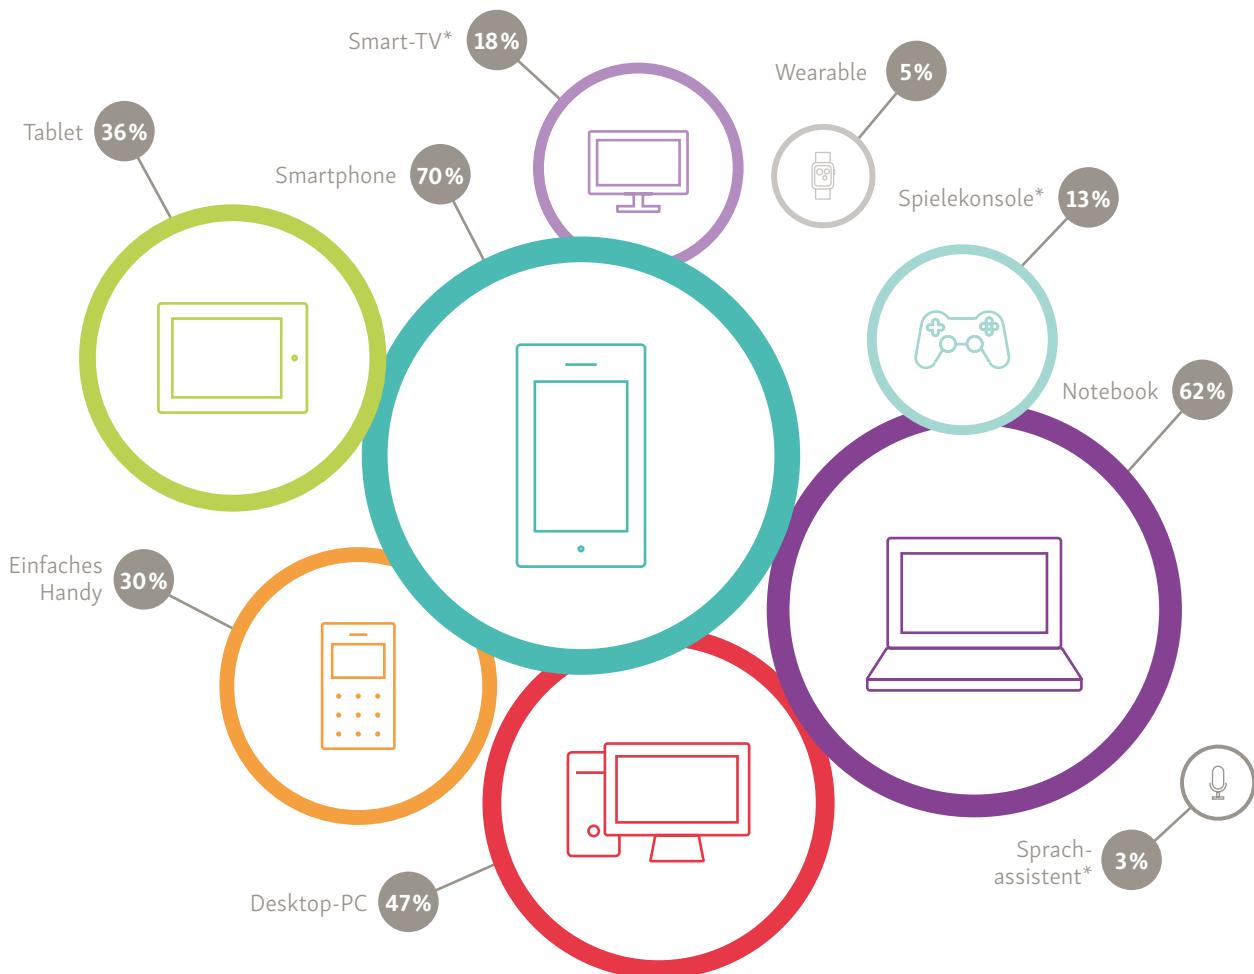 Smart-TV* 18%
Wearable 5%
Tablet 36%
Smartphone 70%
Spielekonsole* 13%
Notebook 62%
Einfaches
Handy
30%
Sprach-
assistent*
3%
Desktop-PC 47%